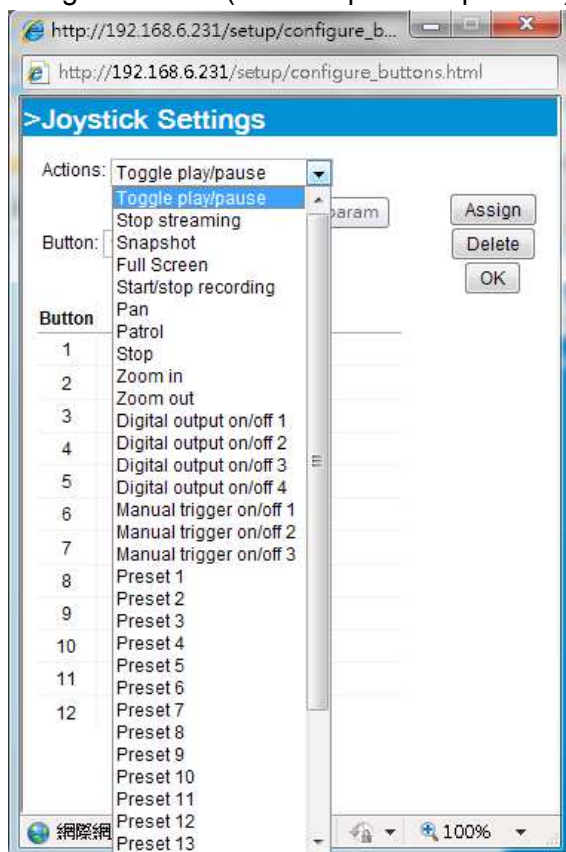 http://192.168.6.231/setup/configure_b...
http://192.168.6.231/setup/configure_buttons.html
>Joystick Settings
Actions: Toggle play/pause
Toggle play/pause
Stop streaming
Snapshot
Full Screen
Start/stop recording
Pan
Patrol
Stop
Zoom in
Zoom out
Digital output on/off 1
Digital output on/off 2
Digital output on/off 3
Digital output on/off 4
Manual trigger on/off 1
Manual trigger on/off 2
Manual trigger on/off 3
Preset 1
Preset 2
Preset 3
Preset 4
Preset 5
Preset 6
Preset 7
Preset 8
Preset 9
Preset 10
Preset 11
Preset 12
Preset 13
param
Assign
Button:
Delete
OK
Button
1
2
3
4
5
6
7
8
9
10
11
12
網際網
100%